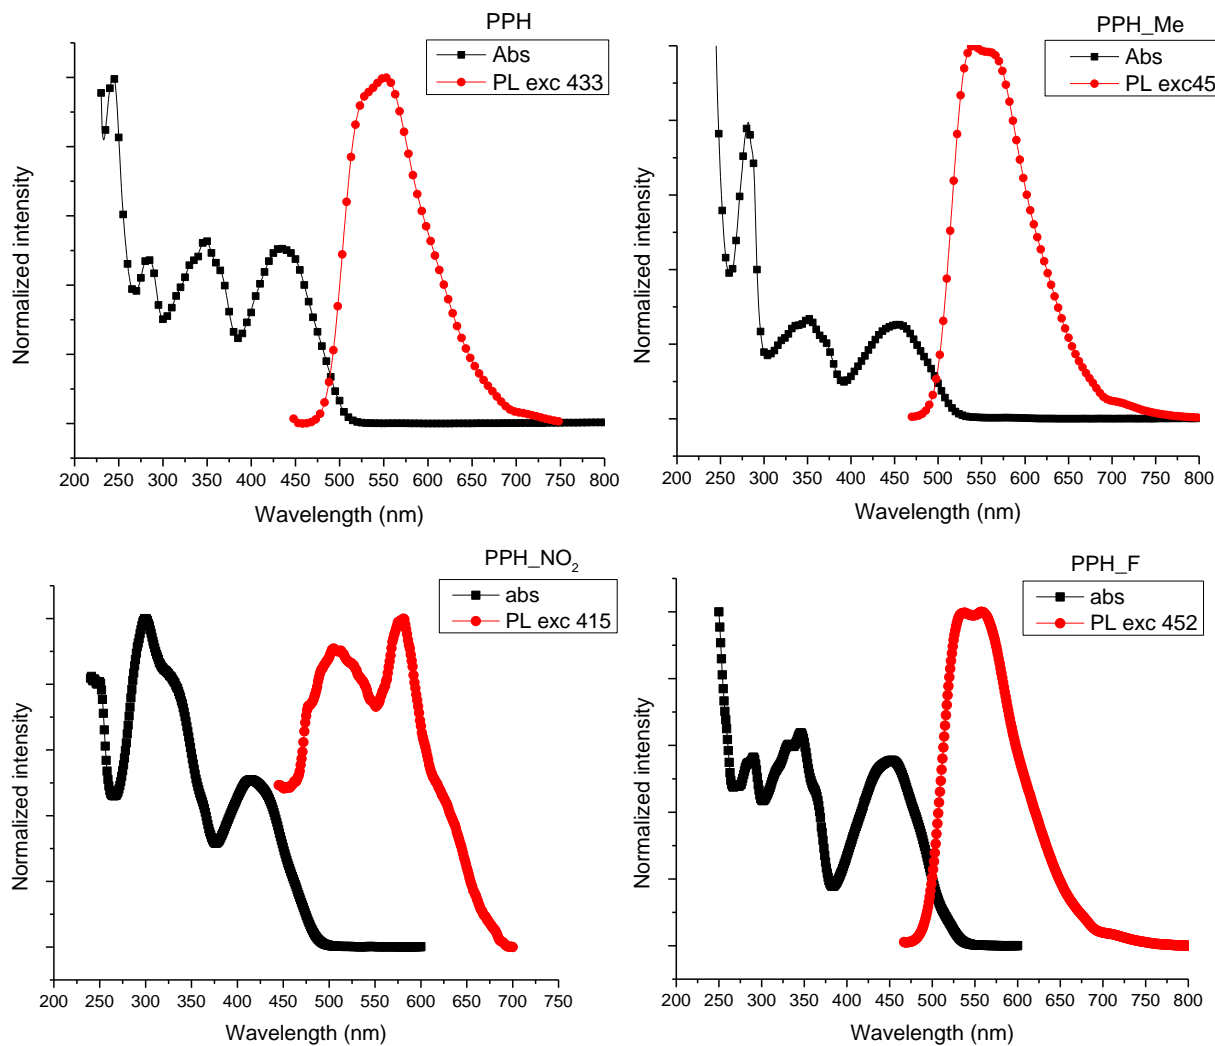 PPH
Abs
PL exc 433
Normalized intensity
200 250 300 350 400 450 500 550 600 650 700 750 800
Wavelength (nm)
PPH_Me
Abs
PL exc45
Normalized intensity
200 250 300 350 400 450 500 550 600 650 700 750 800
Wavelength (nm)
PPH_NO₂
abs
PL exc 415
Normalized intensity
200 250 300 350 400 450 500 550 600 650 700 750
Wavelength (nm)
PPH_F
abs
PL exc 452
Normalized intensity
200 250 300 350 400 450 500 550 600 650 700 750 800
Wavelength (nm)